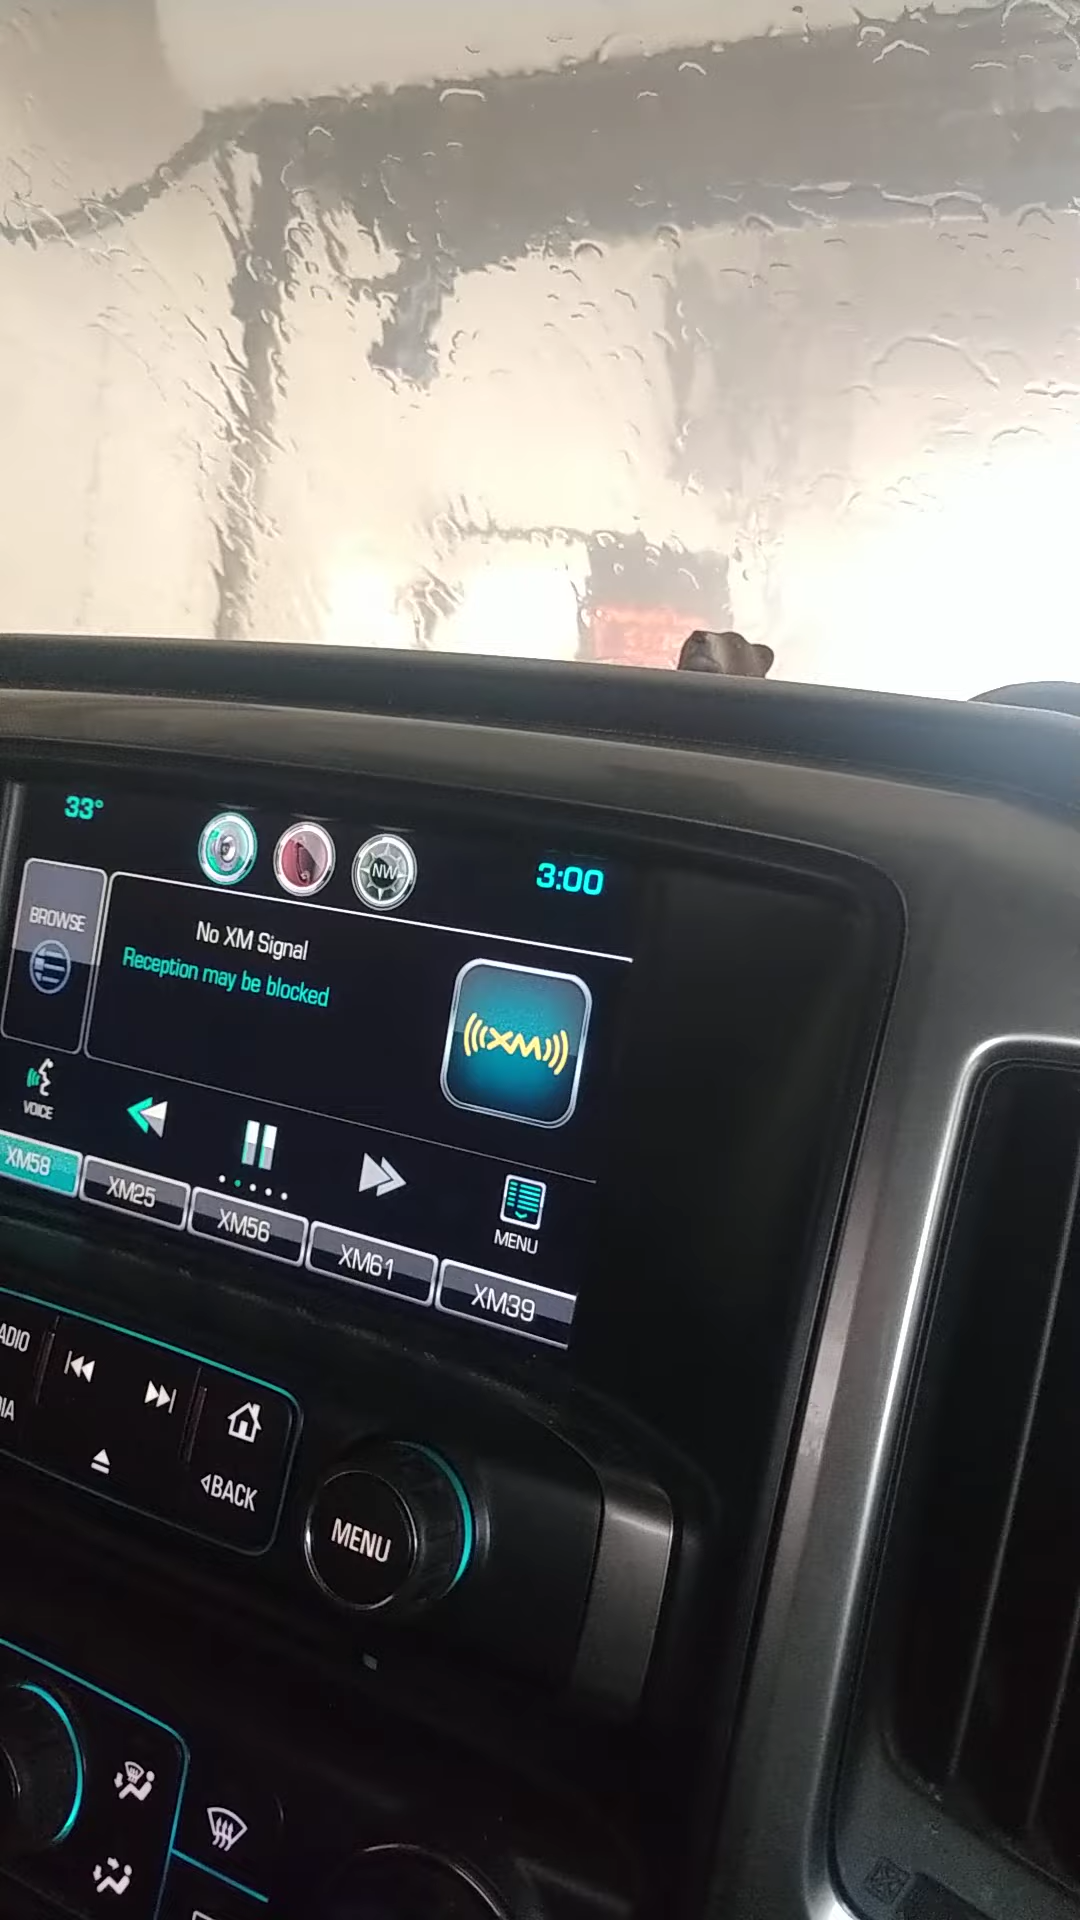 33°
NW
3:00
BROWSE
No XM Signal
Reception may be blocked
((XM))
VOICE
MENU
XM58
XM25
XM56
XM61
XM39
ADIO
IA
BACK
MENU